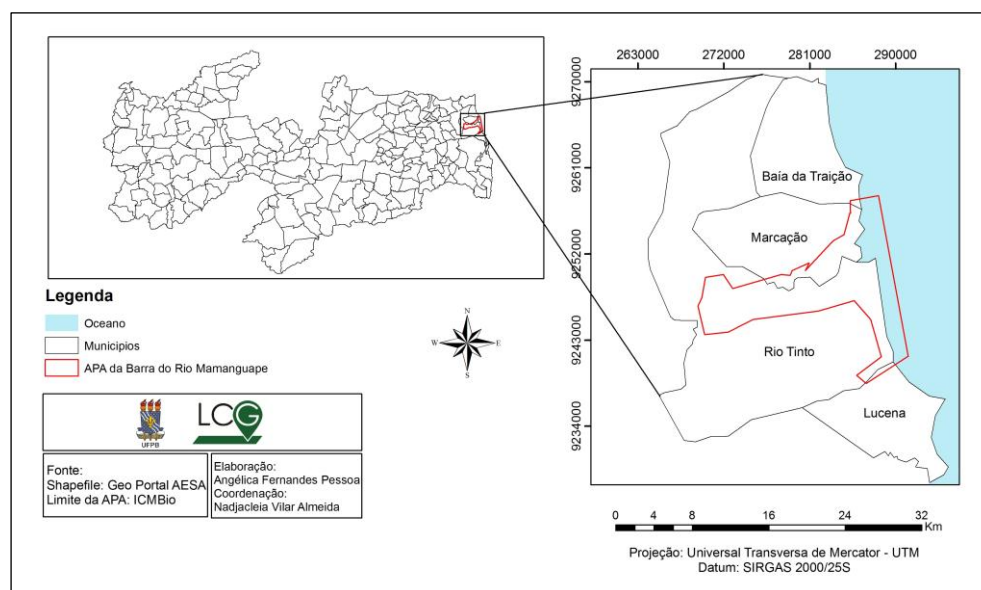 263000
272000
281000
290000
9270000
9261000
9252000
9243000
9234000
Baía da Traição
Marcação
Rio Tinto
Lucena
Legenda
Oceano
Municipios
APA da Barra do Rio Mamanguape
N
W
E
S
UFPB
LCG
Fonte:
Shapefile: Geo Portal AESA
Limite da APA: ICMBio
Elaboração:
Angélica Fernandes Pessoa
Coordenação:
Nadjacleia Vilar Almeida
0 4 8 16 24 32
Km
Projeção: Universal Transversa de Mercator - UTM
Datum: SIRGAS 2000/25S